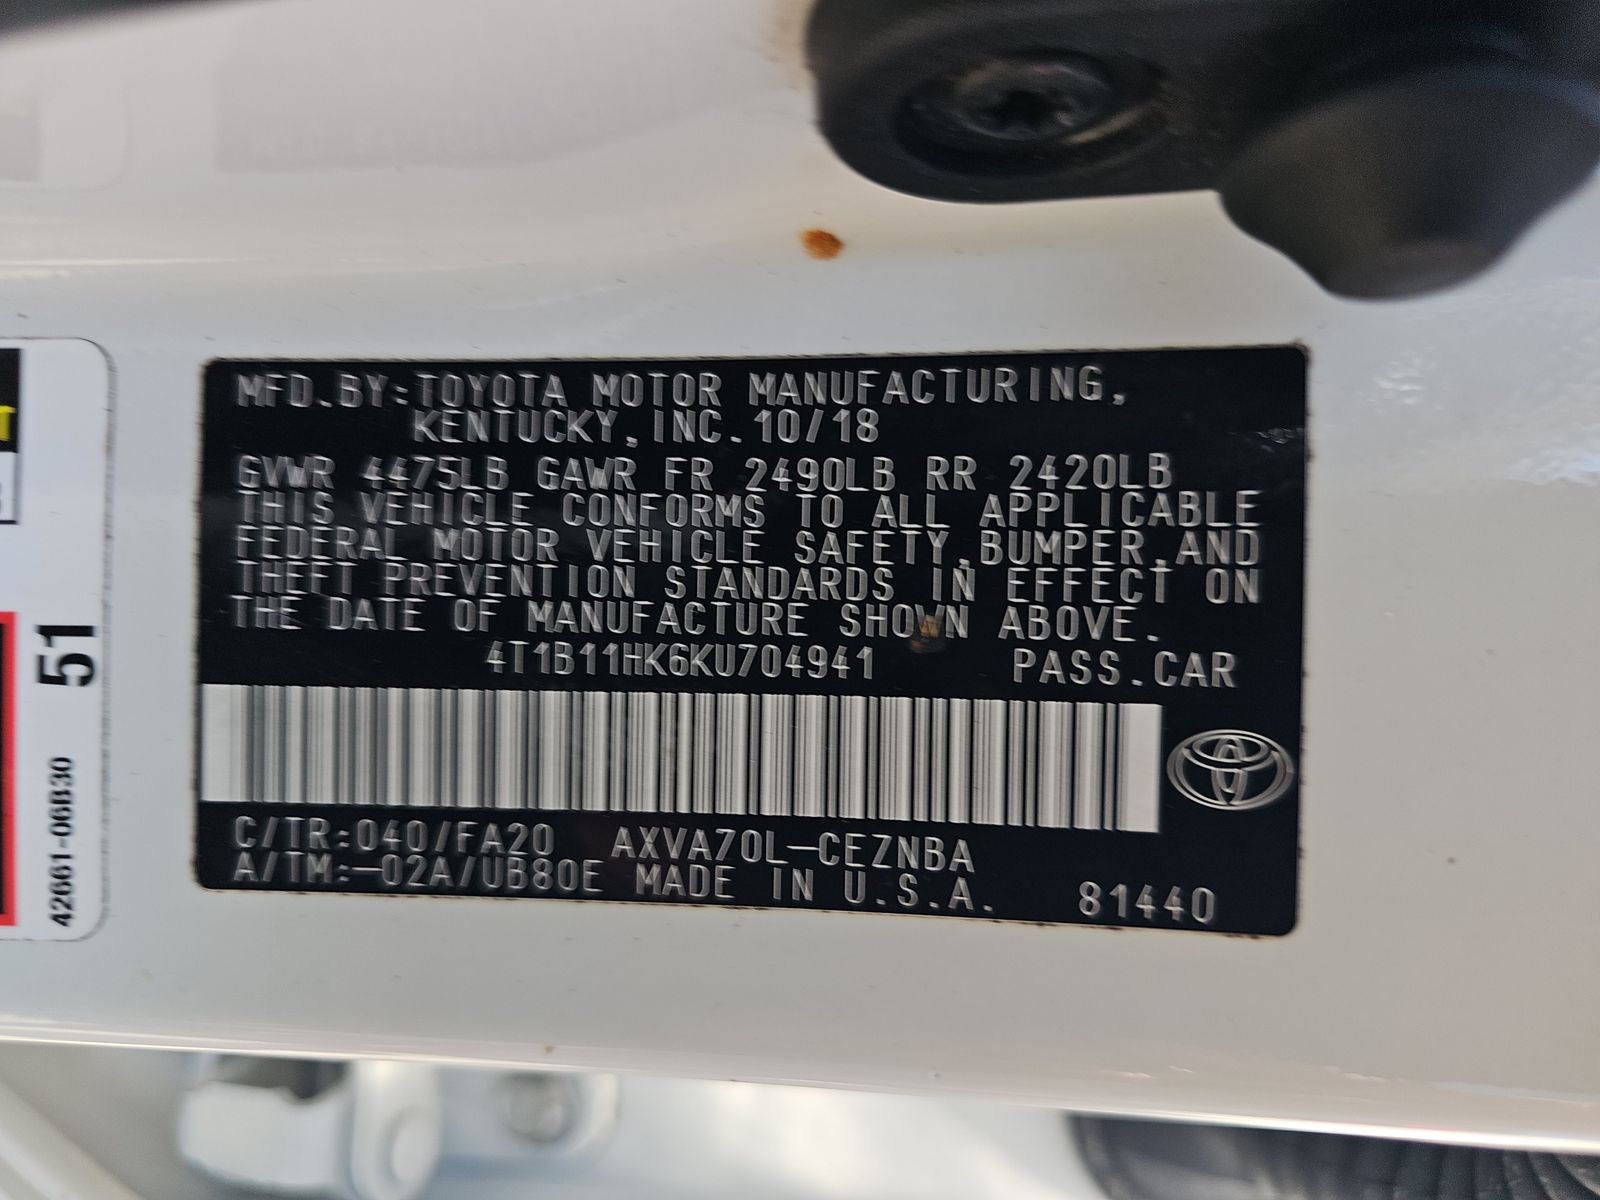 MFD.BY:TOYOTA MOTOR MANUFACTURING,
KENTUCKY,INC.10/18
GVWR 4475LB GAWR FR 2490LB RR 2420LB
THIS VEHICLE CONFORMS TO ALL APPLICABLE
FEDERAL MOTOR VEHICLE SAFETY,BUMPER,AND
THEFT PREVENTION STANDARDS IN EFFECT ON
THE DATE OF MANUFACTURE SHOWN ABOVE.
4T1B11HK6KU704941 PASS.CAR
C/TR:040/FA20 AXVA70L-CEZNBA
A/TM:-02A/UB80E MADE IN U.S.A. 81440
51
42661-06B30